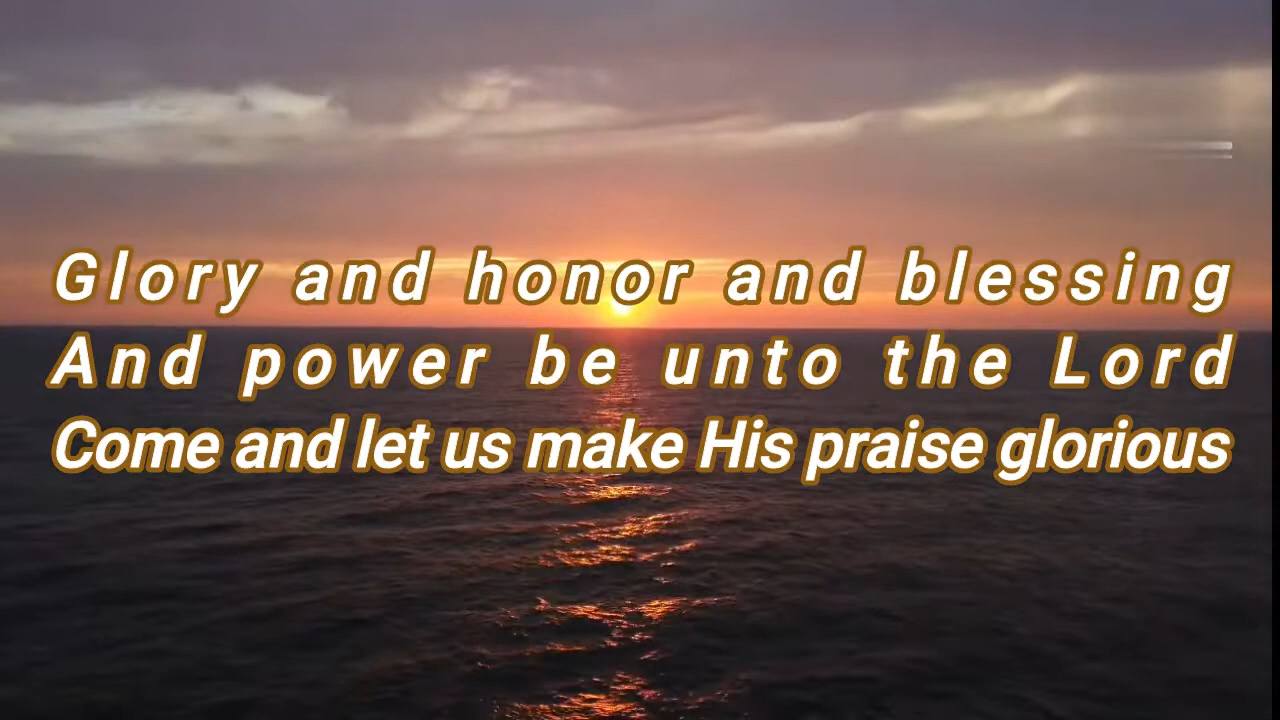 Glory and honor and blessing
And power be unto the Lord
Come and let us make His praise glorious